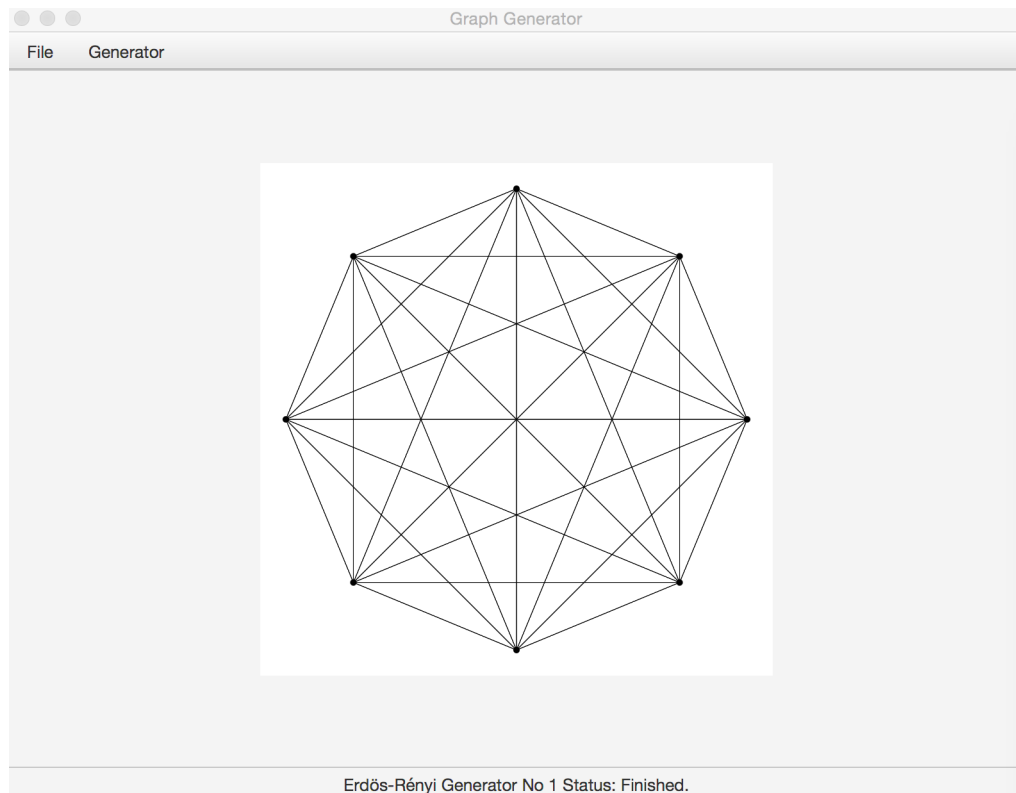 Graph Generator
File Generator
Erdös-Rényi Generator No 1 Status: Finished.